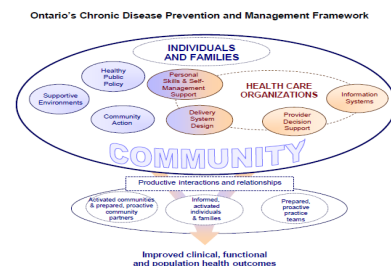 Ontario's Chronic Disease Prevention and Management Framework
INDIVIDUALS
AND FAMILIES
Healthy
Public
Policy
Personal
Skills & Self-
Management
Support
HEALTH CARE
ORGANIZATIONS
Information
Systems
Supportive
Environments
Community
Action
Delivery
System
Design
Provider
Decision
Support
COMMUNITY
Productive interactions and relationships
Activated communities
& prepared, proactive
community
partners
Informed,
activated
individuals
& families
Prepared,
proactive
practice
teams
Improved clinical, functional
and population health outcomes